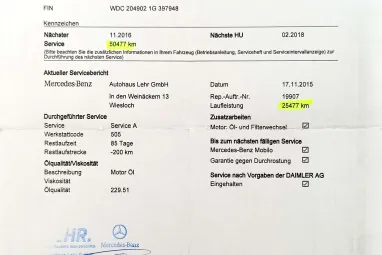 FIN WDC 204902 1G 397948
Kennzeichen
Nächster 11.2016 Nächste HU 02.2018
Service 50477 km
(Bitte beachten Sie die zusätzlichen Informationen in Ihrem Fahrzeug (Betriebsanleitung, Serviceheft und Serviceintervallanzeige) zur
Durchführung des nächsten Service)
Aktueller Servicebericht
Mercedes-Benz Autohaus Lehr GmbH Datum 17.11.2015
In den Weinäckern 13 Rep.-Auftr.-Nr. 19907
Wiesloch Laufleistung 25477 km
Durchgeführter Service Zusatzarbeiten
Service Service A Motor: Öl- und Filterwechsel
Werkstattcode 505
Restlaufzeit 85 Tage Bis zum nächsten fälligen Service
Restlaufstrecke -200 km Mercedes-Benz Mobilo
Garantie gegen Durchrostung
Ölqualität/Viskosität
Beschreibung Motor Öl Service nach Vorgaben der DAIMLER AG
Viskosität Eingehalten
Ölqualität 229.51
EHR.
Mercedes-Benz